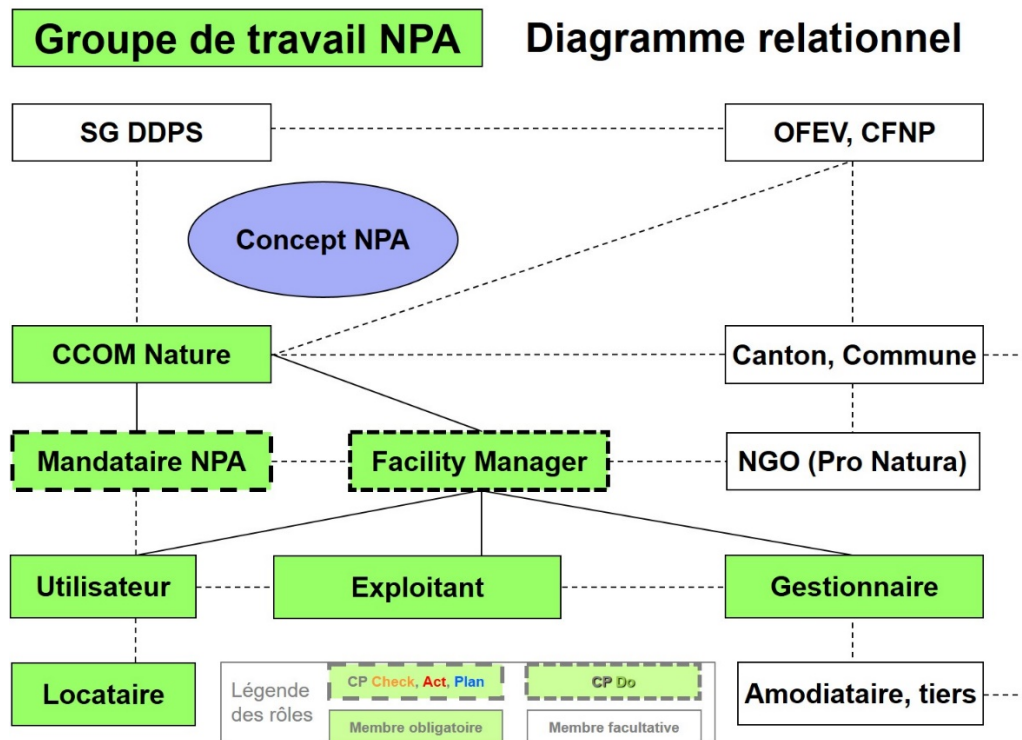 Groupe de travail NPA
Diagramme relationnel
SG DDPS
OFEV, CFNP
Concept NPA
CCOM Nature
Canton, Commune
Mandataire NPA
Facility Manager
NGO (Pro Natura)
Utilisateur
Exploitant
Gestionnaire
Locataire
Légende
des rôles
CP Check, Act, Plan
CP Do
Membre obligatoire
Membre facultative
Amodiataire, tiers